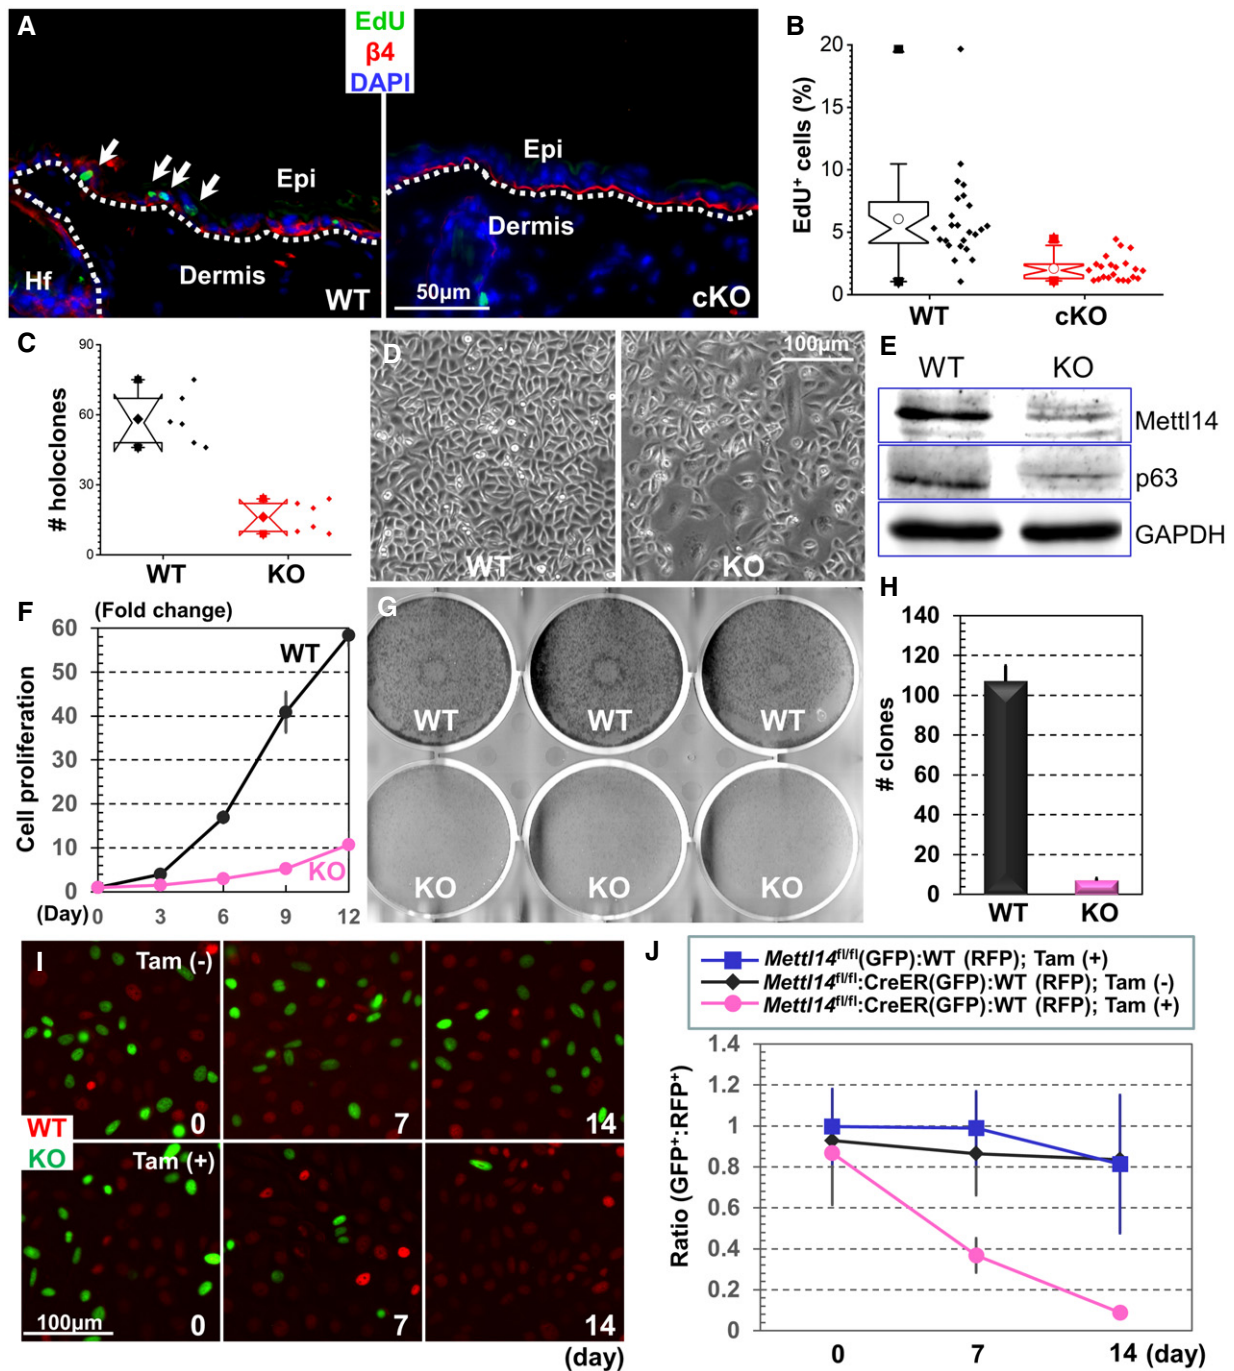 A
EdU
β4
DAPI
Epi
Hf
Dermis
WT
Epi
Dermis
50μm
cKO
B
EdU⁺ cells (%)
20
15
10
5
0
WT
cKO
C
# holoclones
90
60
30
0
WT
KO
D
WT
100μm
KO
E
WT
KO
Mettl14
p63
GAPDH
F
(Fold change)
Cell proliferation
60
50
40
30
20
10
0
WT
KO
(Day) 0 3 6 9 12
G
WT WT WT
KO KO KO
H
# clones
140
120
100
80
60
40
20
0
WT
KO
I
Tam (-)
0
7
14
WT
KO
Tam (+)
100μm
0
7
14
(day)
J
Mettl14fl/fl(GFP):WT (RFP); Tam (+)
Mettl14fl/fl:CreER(GFP):WT (RFP); Tam (-)
Mettl14fl/fl:CreER(GFP):WT (RFP); Tam (+)
Ratio (GFP⁺:RFP⁺)
1.4
1.2
1
0.8
0.6
0.4
0.2
0
0 7 14 (day)